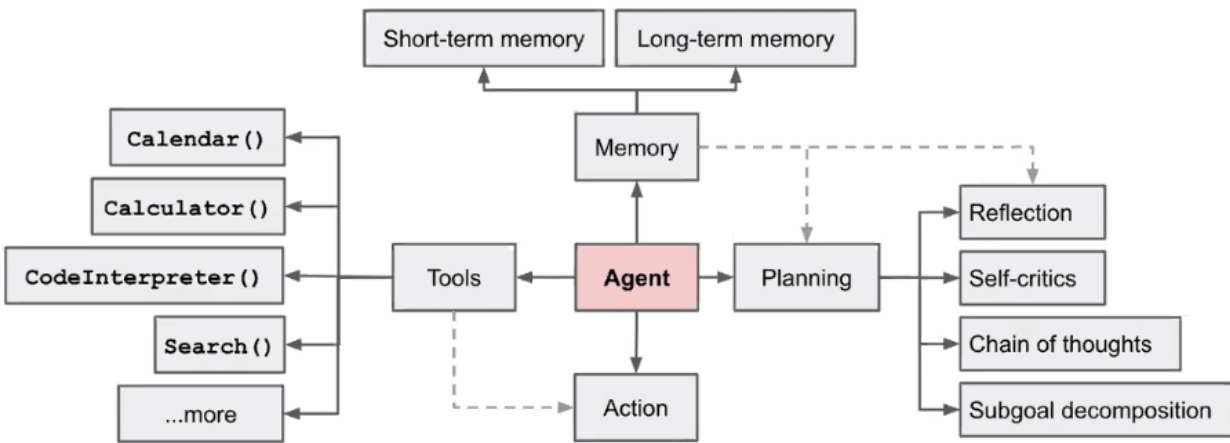 Short-term memory
Long-term memory
Calendar()
Memory
Calculator()
Reflection
CodeInterpreter()
Tools
Agent
Planning
Self-critics
Search()
Chain of thoughts
...more
Action
Subgoal decomposition